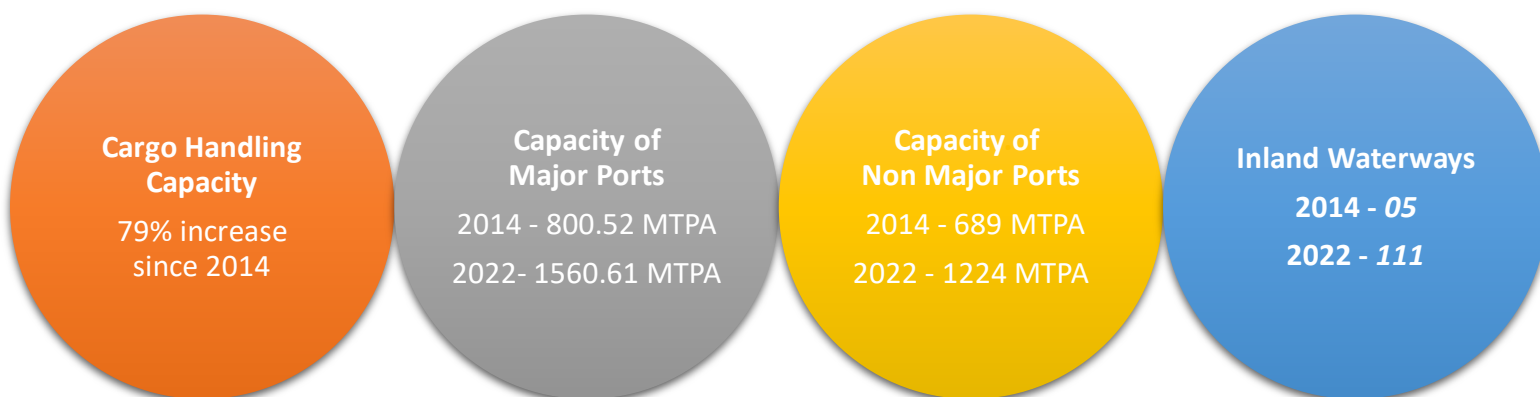 Cargo Handling
Capacity
79% increase
since 2014
Capacity of
Major Ports
2014 - 800.52 MTPA
2022- 1560.61 MTPA
Capacity of
Non Major Ports
2014 - 689 MTPA
2022 - 1224 MTPA
Inland Waterways
2014 - 05
2022 - 111